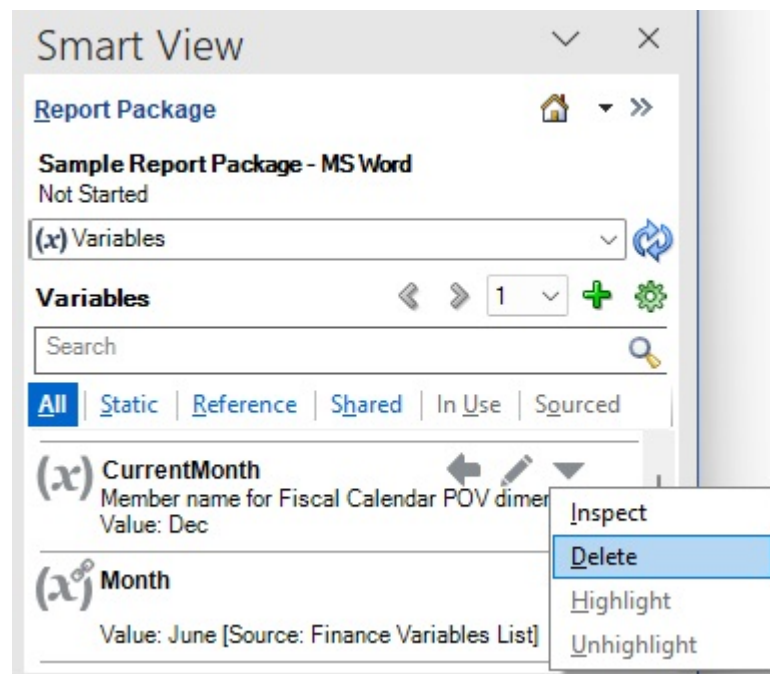 Smart View
Report Package
Sample Report Package - MS Word
Not Started
(x) Variables
Variables
1
Search
All Static Reference Shared In Use Sourced
(x) CurrentMonth
Member name for Fiscal Calendar POV
Value: Dec
Inspect
Delete
Highlight
Unhighlight
(x) Month
Value: June [Source: Finance Variables List]